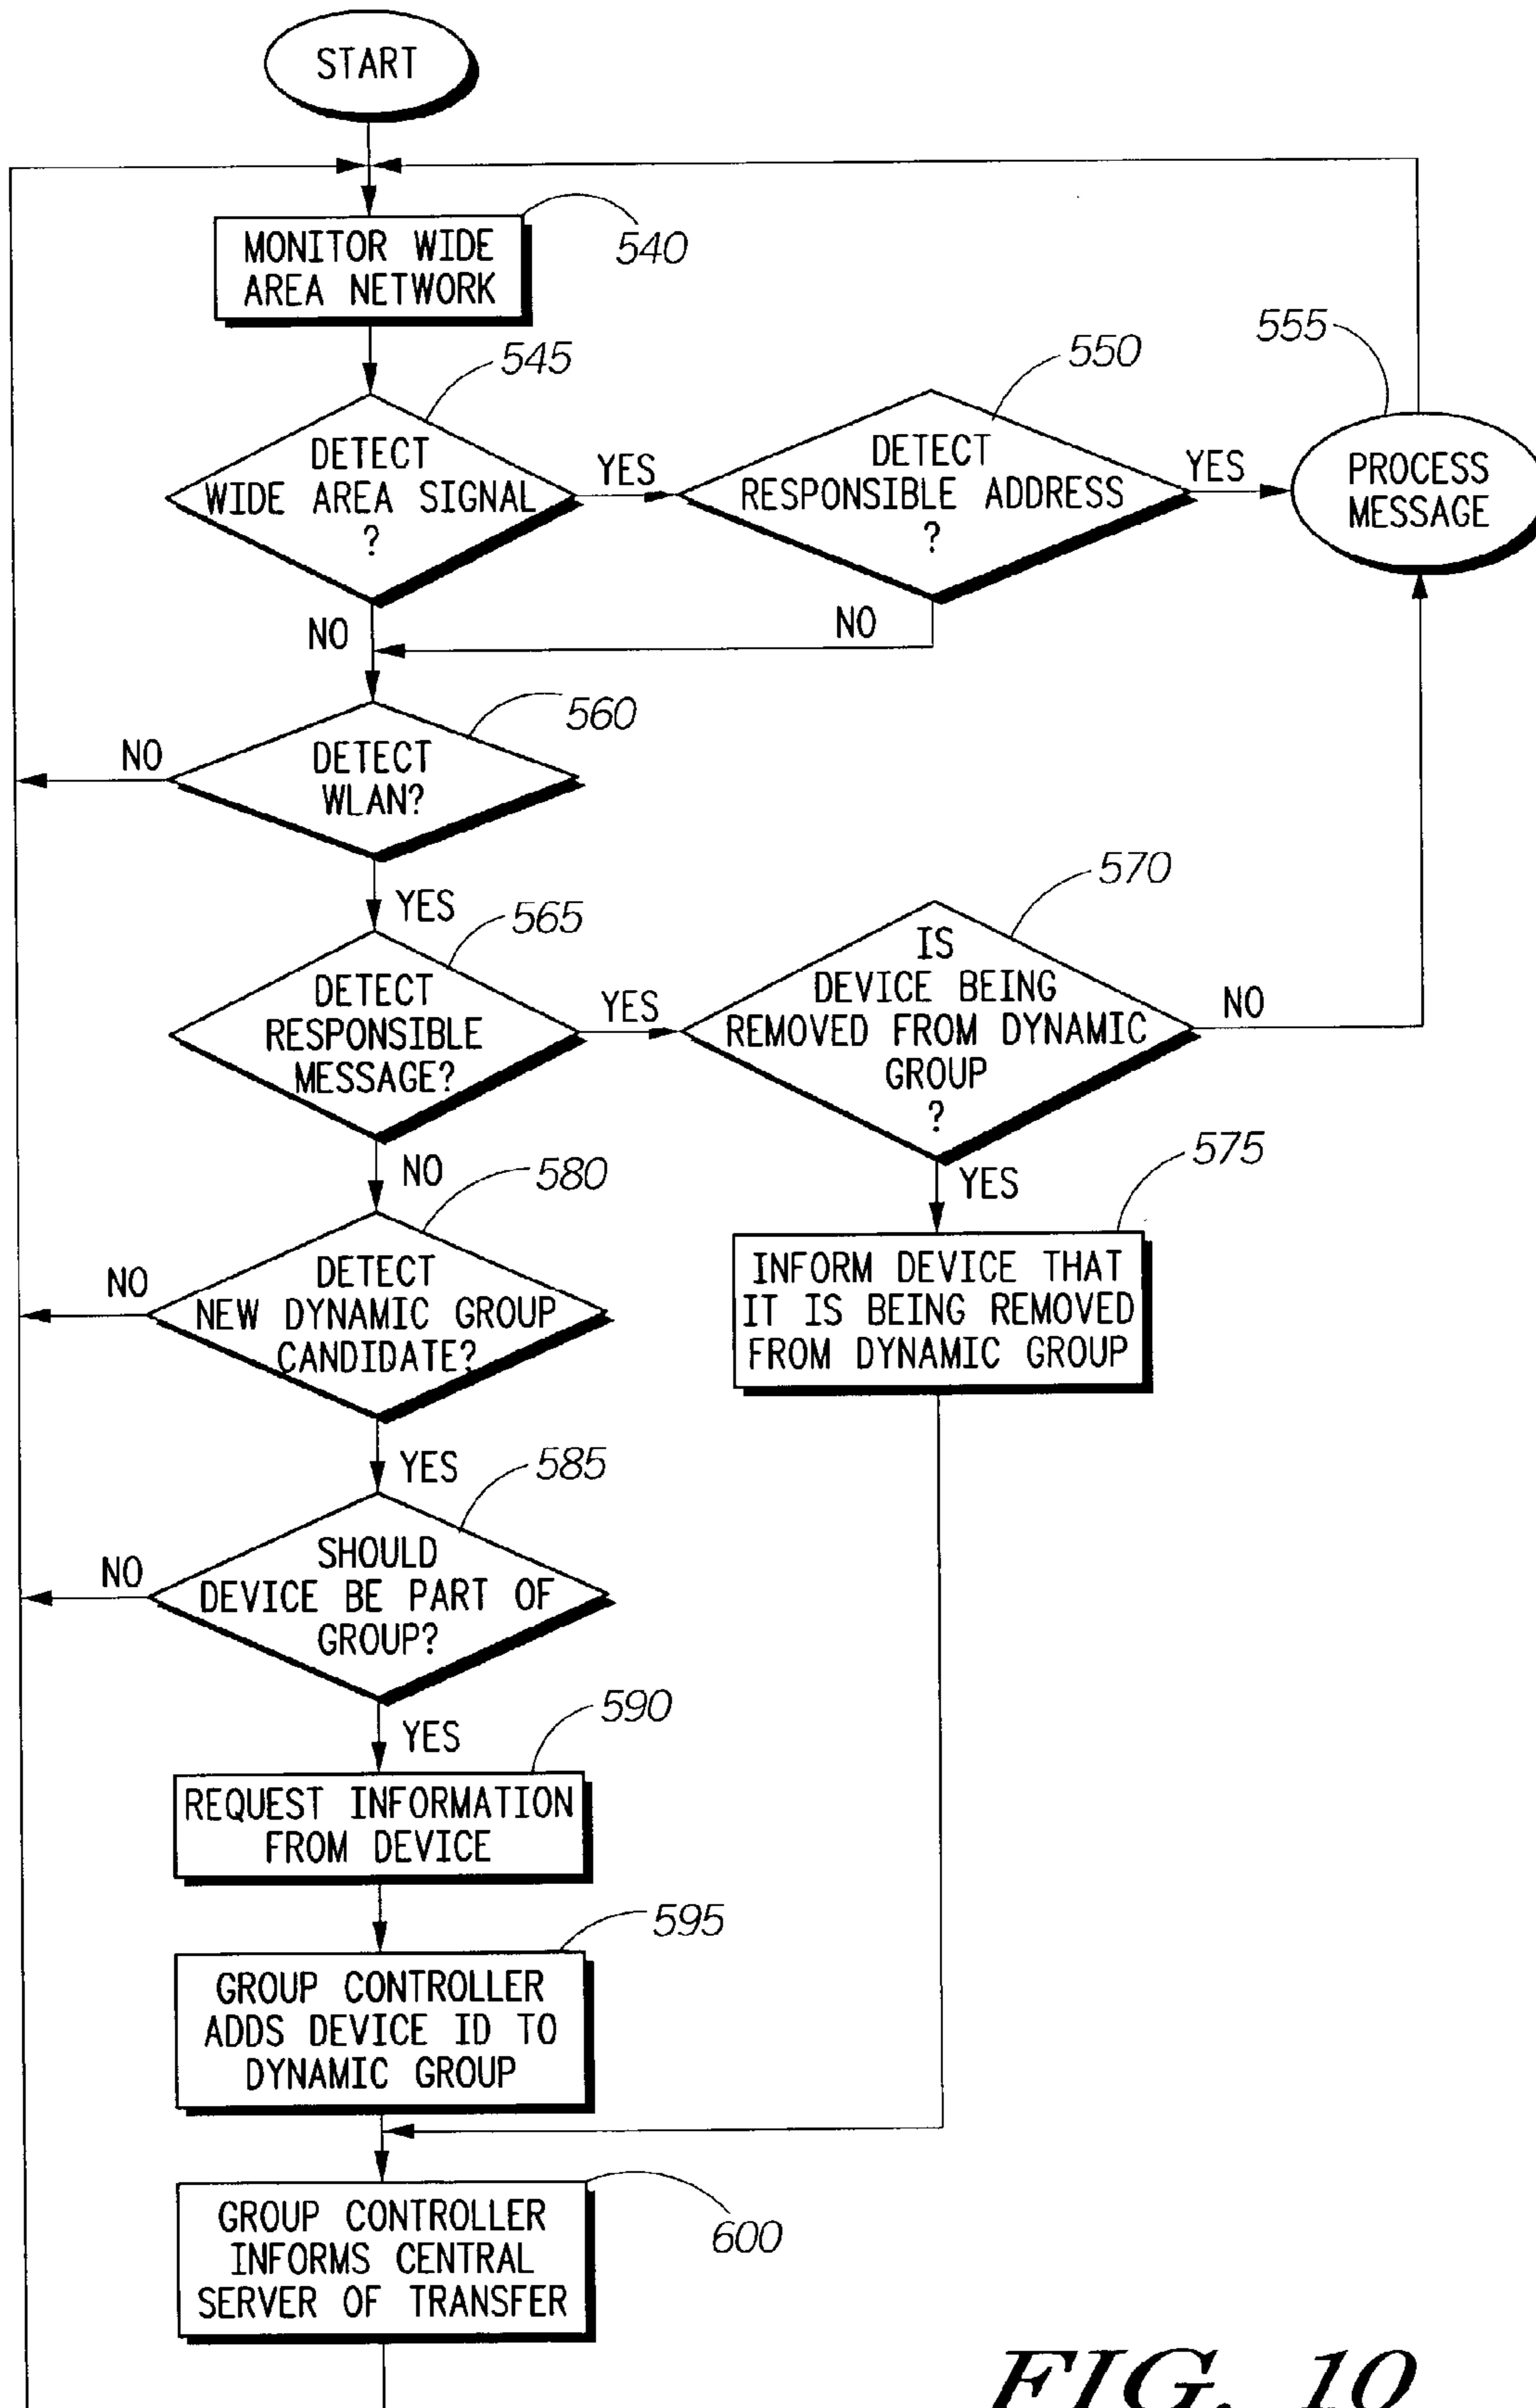 START
MONITOR WIDE
AREA NETWORK
540
545
DETECT
WIDE AREA SIGNAL
?
YES
NO
550
DETECT
RESPONSIBLE ADDRESS
?
YES
NO
555
PROCESS
MESSAGE
560
DETECT
WLAN?
NO
YES
565
DETECT
RESPONSIBLE
MESSAGE?
YES
NO
570
IS
DEVICE BEING
REMOVED FROM DYNAMIC
GROUP
?
NO
YES
575
INFORM DEVICE THAT
IT IS BEING REMOVED
FROM DYNAMIC GROUP
580
DETECT
NEW DYNAMIC GROUP
CANDIDATE?
NO
YES
585
SHOULD
DEVICE BE PART OF
GROUP?
NO
YES
590
REQUEST INFORMATION
FROM DEVICE
595
GROUP CONTROLLER
ADDS DEVICE ID TO
DYNAMIC GROUP
600
GROUP CONTROLLER
INFORMS CENTRAL
SERVER OF TRANSFER
FIG. 10